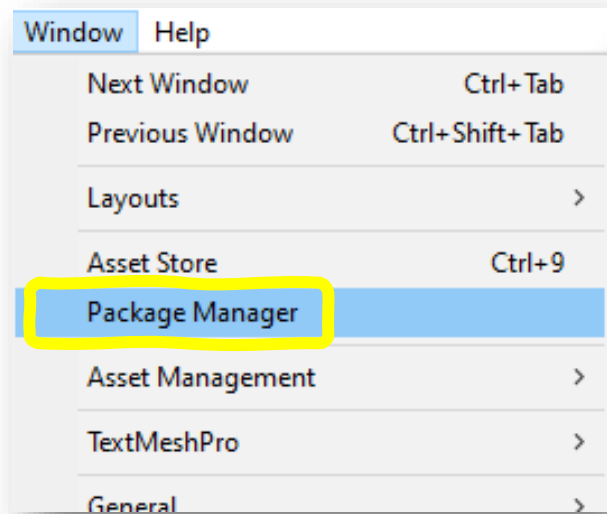 Window Help
Next Window Ctrl+Tab
Previous Window Ctrl+Shift+Tab
Layouts >
Asset Store Ctrl+9
Package Manager
Asset Management >
TextMeshPro >
General >